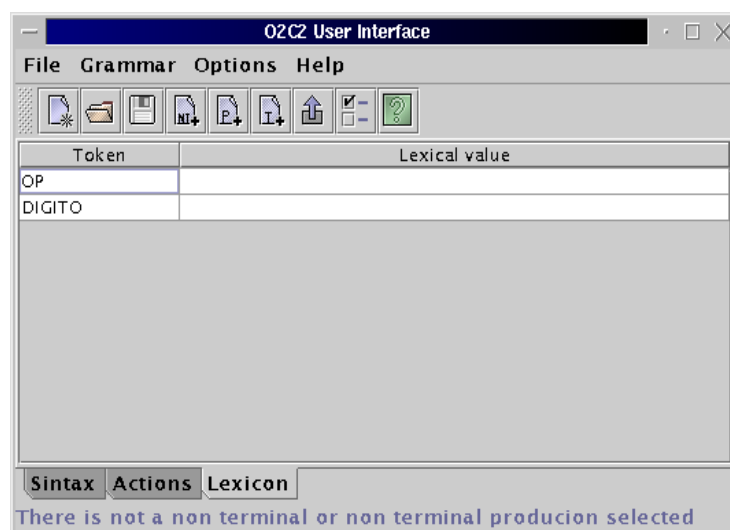 O2C2 User Interface
File Grammar Options Help
NT+ P+ I+ ?
Token Lexical value
OP
DIGITO
Sintax Actions Lexicon
There is not a non terminal or non terminal producion selected